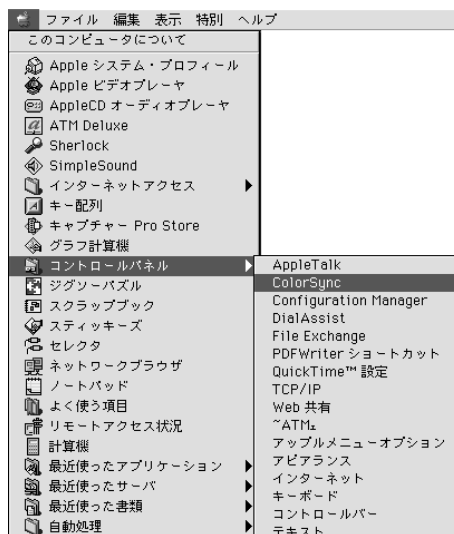 ファイル 編集 表示 特別 ヘルプ
このコンピュータについて
Apple システム・プロフィール
Apple ビデオプレーヤ
AppleCD オーディオプレーヤ
ATM Deluxe
Sherlock
SimpleSound
インターネットアクセス
キー配列
キャプチャー Pro Store
グラフ計算機
コントロールパネル
ジグソーパズル
スクラップブック
スティッキーズ
セレクタ
ネットワークブラウザ
ノートパッド
よく使う項目
リモートアクセス状況
計算機
最近使ったアプリケーション
最近使ったサーバ
最近使った書類
自動処理
AppleTalk
ColorSync
Configuration Manager
DialAssist
File Exchange
PDFWriter ショートカット
QuickTime™ 設定
TCP/IP
Web 共有
~ATM™
アップルメニューオプション
アピアランス
インターネット
キーボード
コントロールバー
テキスト